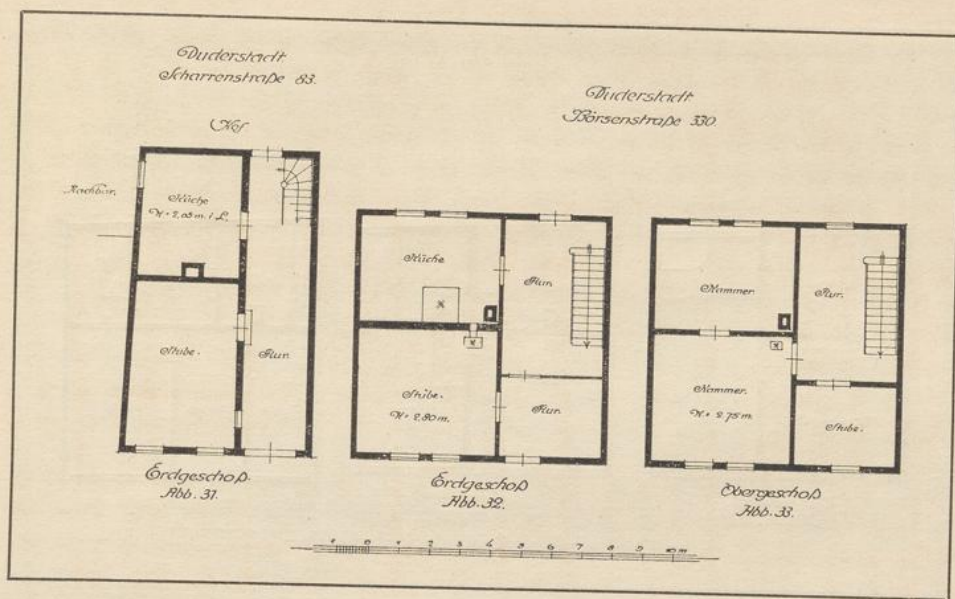 Duderstadt
Scharrenstraße 83.
Hof
Nachbar.
Küche
H = 2,05 m. i. L.
Stube.
Flur.
Erdgeschoß.
Abb. 31.
Duderstadt
Börsenstraße 330.
Küche
Flur.
K
K
Stube.
H = 2,80 m.
Flur.
Erdgeschoß
Abb. 32.
Kammer.
Flur.
K
Kammer.
H = 2,75 m.
Stube.
Obergeschoß
Abb. 33.
1 0 1 2 3 4 5 6 7 8 9 10 m